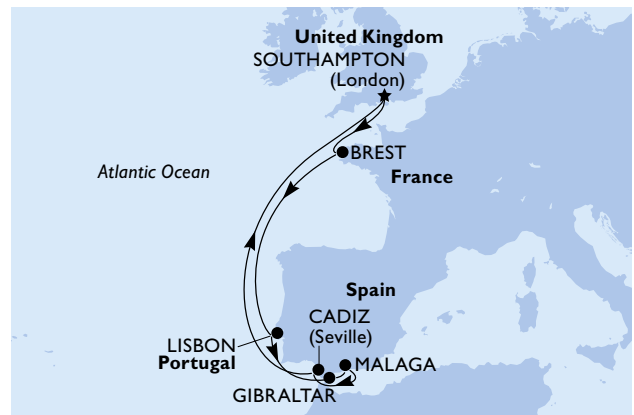 United Kingdom
SOUTHAMPTON
(London)
BREST
Atlantic Ocean
France
Spain
CADIZ
(Seville)
LISBON
Portugal
MALAGA
GIBRALTAR